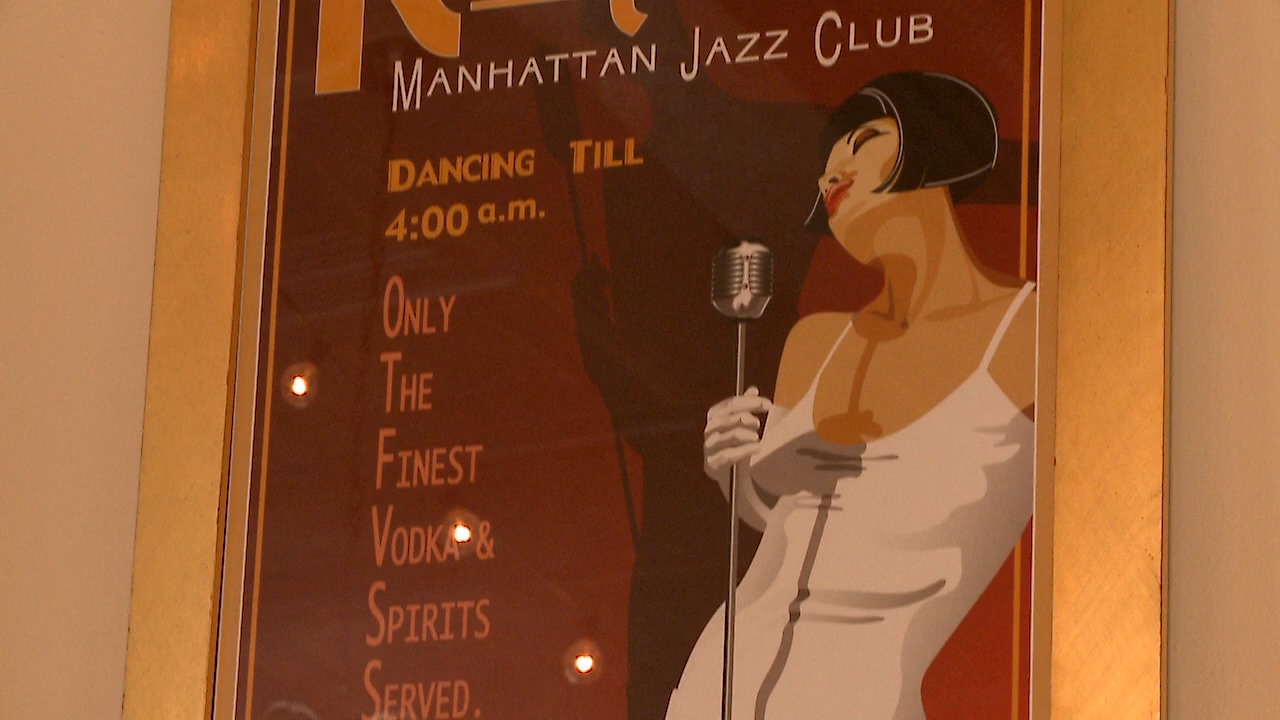 MANHATTAN JAZZ CLUB
DANCING TILL
4:00 a.m.
ONLY
THE
FINEST
VODKA &
SPIRITS
SERVED.